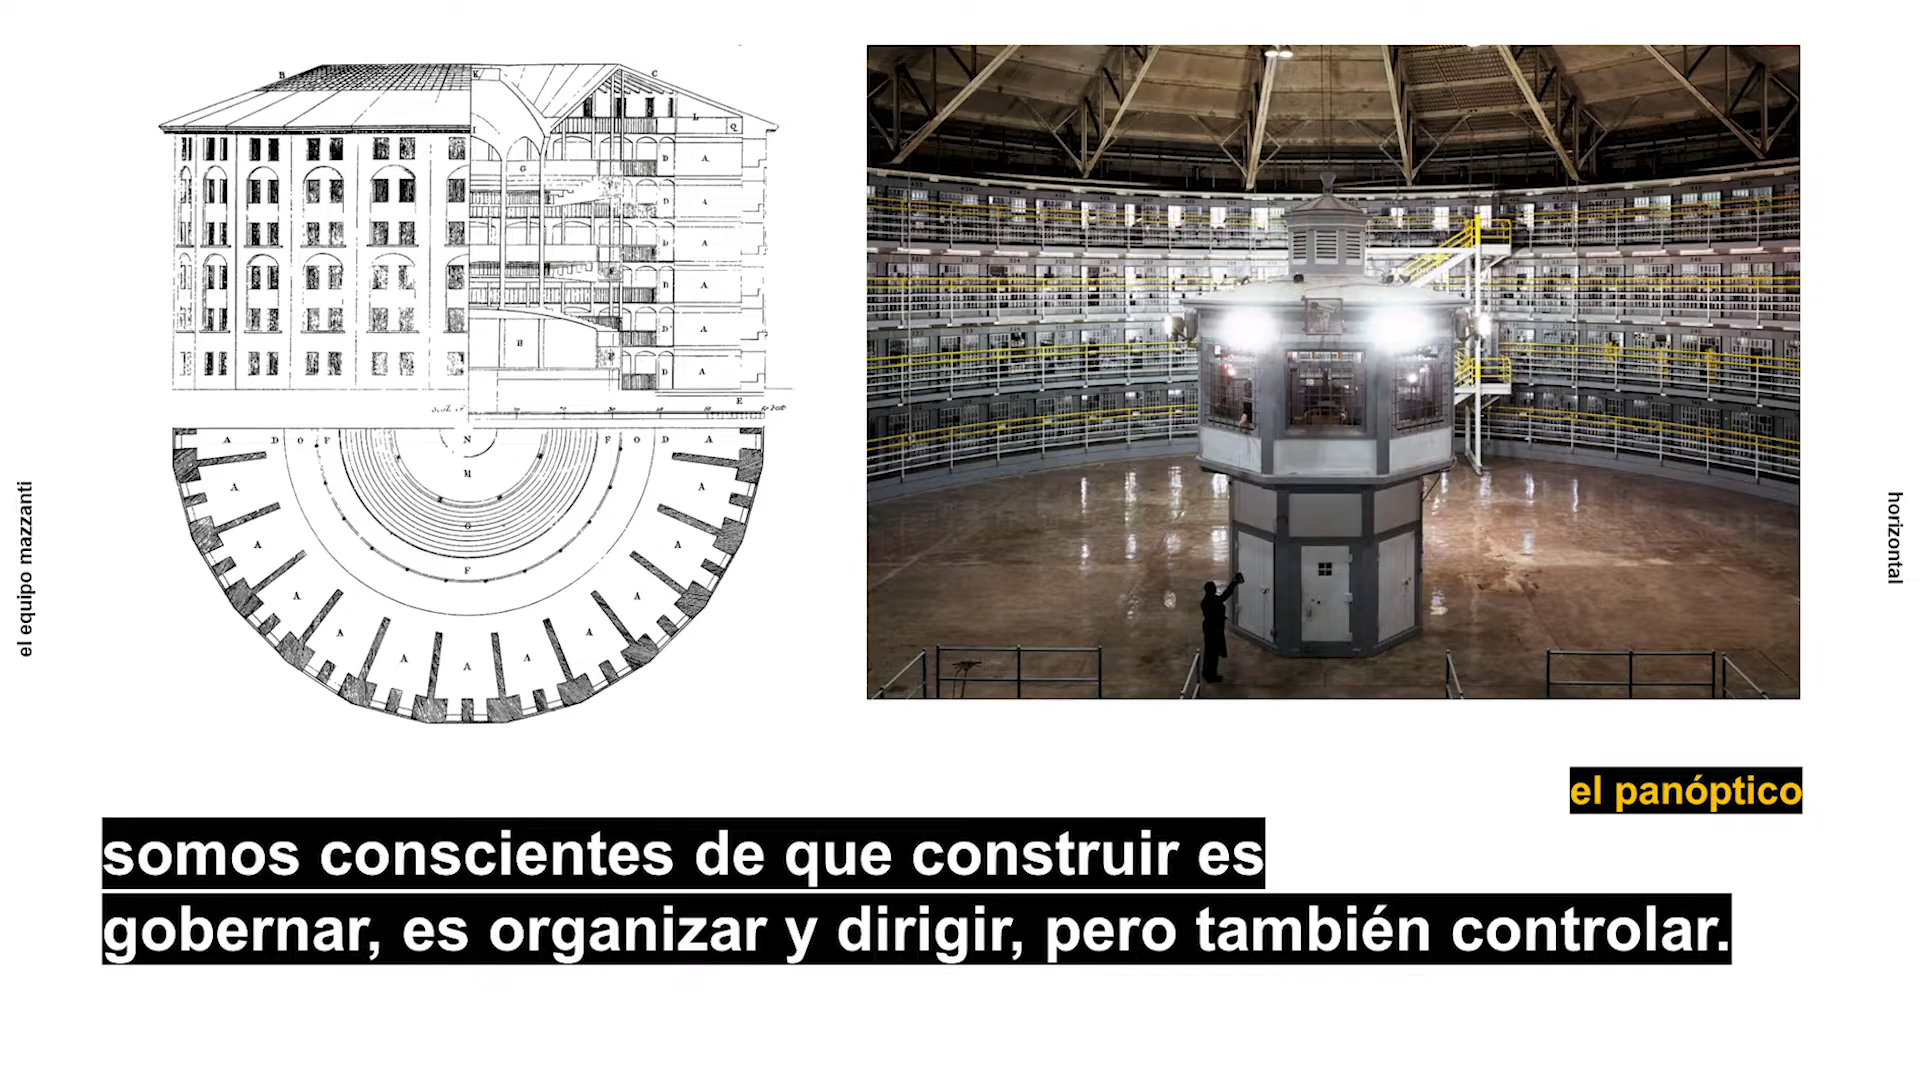 el equipo mazzanti
horizontal
el panóptico
somos conscientes de que construir es
gobernar, es organizar y dirigir, pero también controlar.